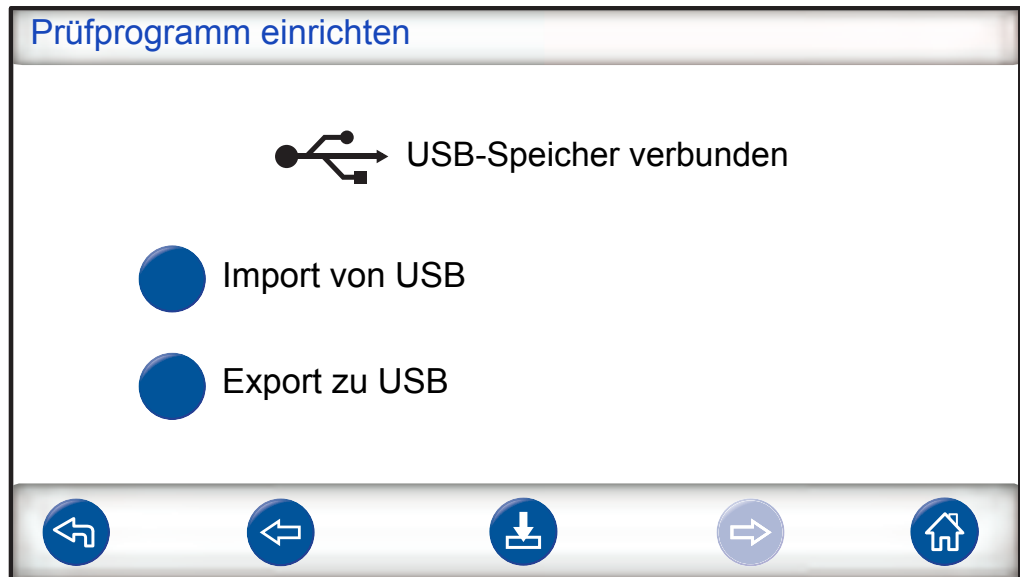 Prüfprogramm einrichten
USB-Speicher verbunden
Import von USB
Export zu USB